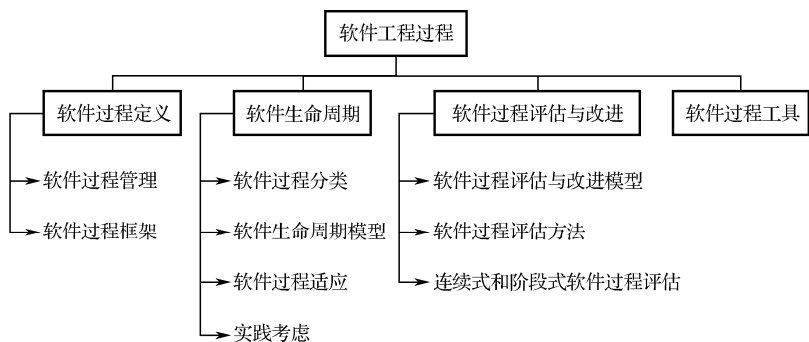 软件工程过程
软件过程定义
软件生命周期
软件过程评估与改进
软件过程工具
软件过程管理
软件过程分类
软件过程评估与改进模型
软件过程框架
软件生命周期模型
软件过程评估方法
软件过程适应
连续式和阶段式软件过程评估
实践考虑